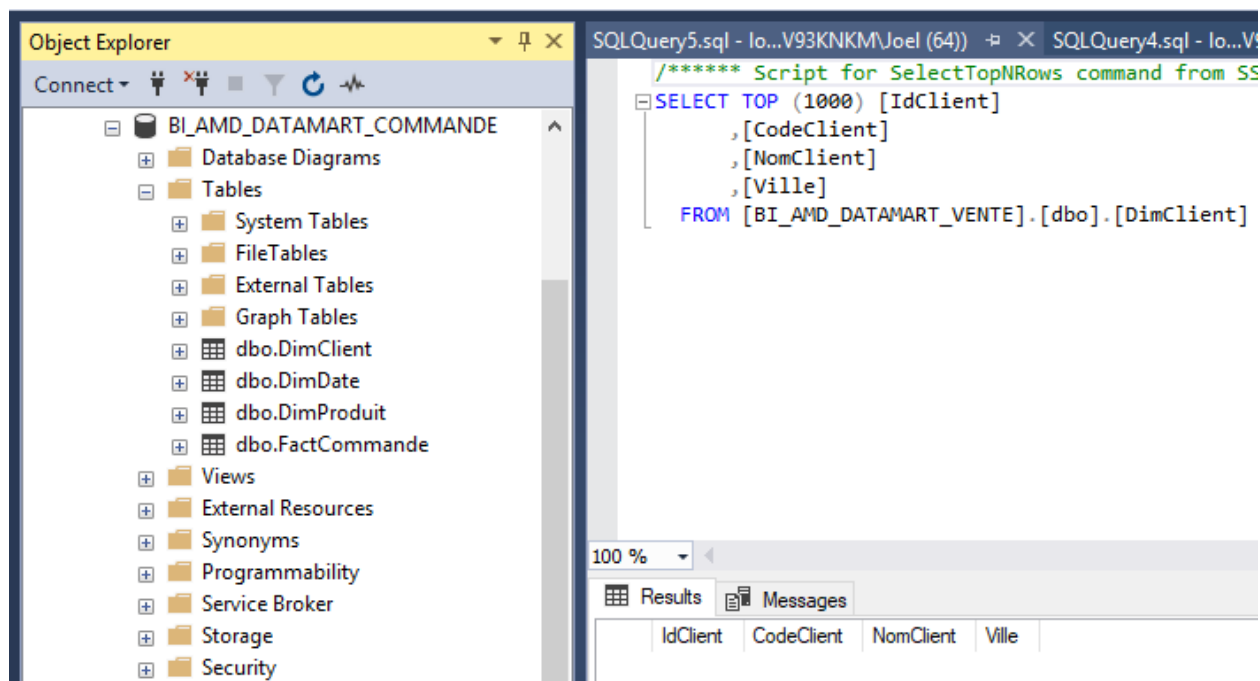 Object Explorer
Connect
BI_AMD_DATAMART_COMMANDE
Database Diagrams
Tables
System Tables
FileTables
External Tables
Graph Tables
dbo.DimClient
dbo.DimDate
dbo.DimProduit
dbo.FactCommande
Views
External Resources
Synonyms
Programmability
Service Broker
Storage
Security
SQLQuery5.sql - lo...V93KNKM\Joel (64)) SQLQuery4.sql - lo...V9
/****** Script for SelectTopNRows command from SS
SELECT TOP (1000) [IdClient]
,[CodeClient]
,[NomClient]
,[Ville]
FROM [BI_AMD_DATAMART_VENTE].[dbo].[DimClient]
100 %
Results Messages
IdClient CodeClient NomClient Ville